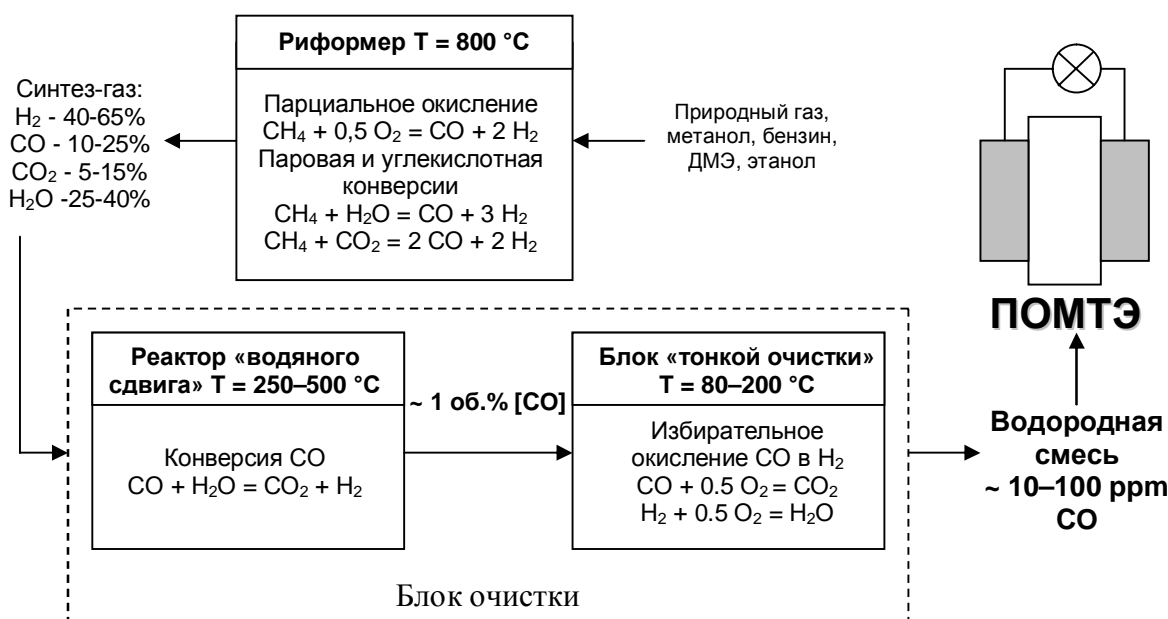 Риформер T = 800 °C
Парциальное окисление
CH₄ + 0,5 O₂ = CO + 2 H₂
Паровая и углекислотная
конверсии
CH₄ + H₂O = CO + 3 H₂
CH₄ + CO₂ = 2 CO + 2 H₂
Синтез-газ:
H₂ - 40-65%
CO - 10-25%
CO₂ - 5-15%
H₂O -25-40%
Природный газ,
метанол, бензин,
ДМЭ, этанол
ПОМТЭ
Реактор «водяного
сдвига» T = 250–500 °C
Конверсия CO
CO + H₂O = CO₂ + H₂
~ 1 об.% [CO]
Блок «тонкой очистки»
T = 80–200 °C
Избирательное
окисление CO в H₂
CO + 0.5 O₂ = CO₂
H₂ + 0.5 O₂ = H₂O
Водородная
смесь
~ 10–100 ppm
CO
Блок очистки